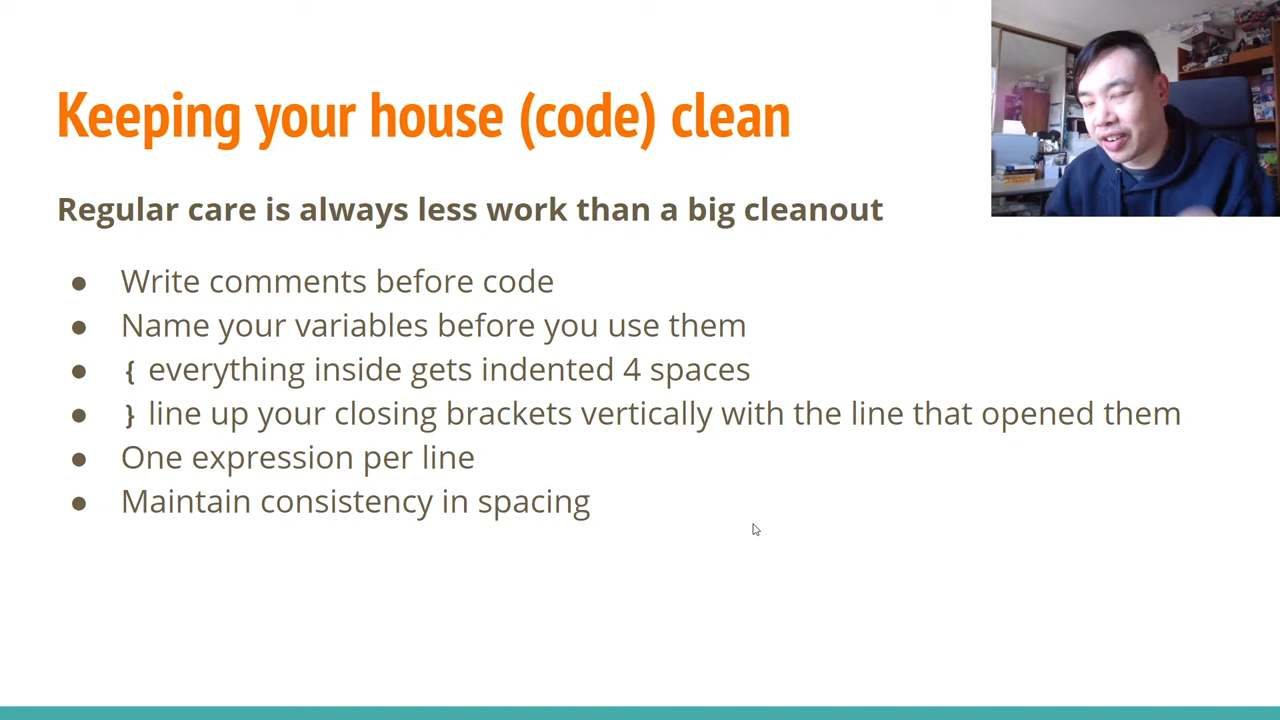 Keeping your house (code) clean
Regular care is always less work than a big cleanout
● Write comments before code
● Name your variables before you use them
● { everything inside gets indented 4 spaces
● } line up your closing brackets vertically with the line that opened them
● One expression per line
● Maintain consistency in spacing